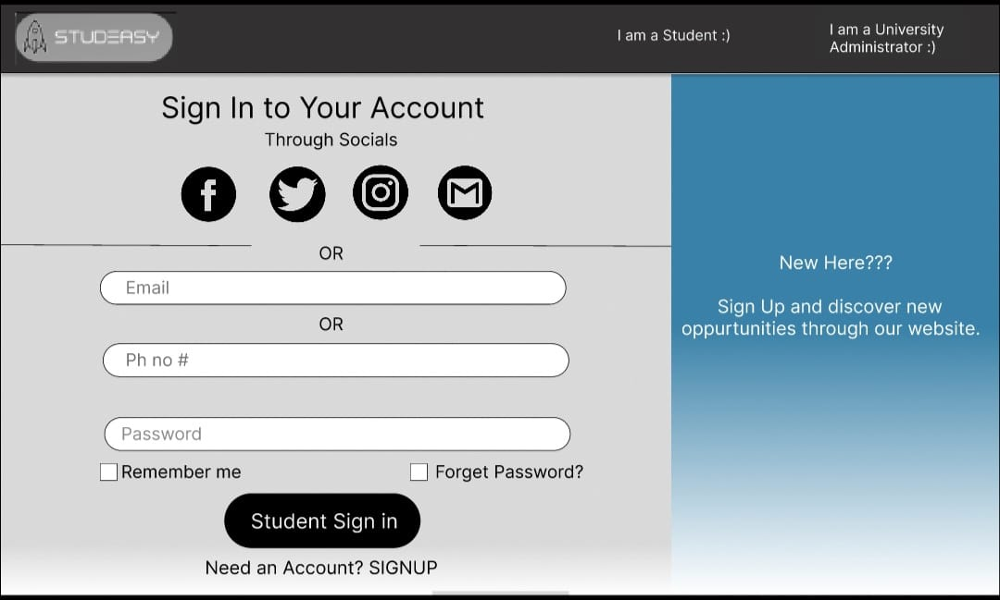 STUDEASY
I am a Student :)
I am a University
Administrator :)
Sign In to Your Account
Through Socials
OR
Email
OR
Ph no #
Password
Remember me
Forget Password?
Student Sign in
Need an Account? SIGNUP
New Here???
Sign Up and discover new
oppurtunities through our website.